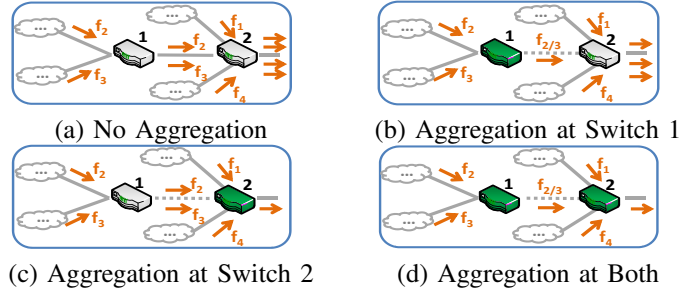 ... f2 1 f2 f1 2
... f3 f3 ... f4
(a) No Aggregation
... f2 1 f2/3 f1 2
... f3 ... f4
(b) Aggregation at Switch 1
... f2 1 f2 ... f1 2
... f3 f3 ... f4
(c) Aggregation at Switch 2
... f2 1 f2/3 ... f1 2
... f3 ... f4
(d) Aggregation at Both